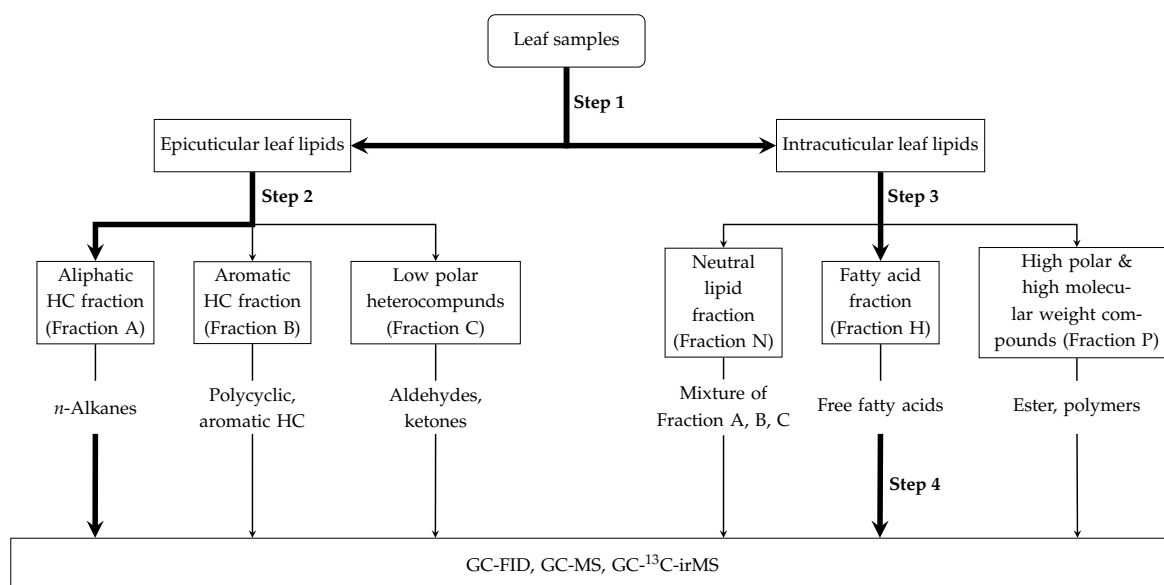 Leaf samples
Step 1
Epicuticular leaf lipids
Intracuticular leaf lipids
Step 2
Step 3
Aliphatic
HC fraction
(Fraction A)
Aromatic
HC fraction
(Fraction B)
Low polar
heterocompunds
(Fraction C)
Neutral
lipid
fraction
(Fraction N)
Fatty acid
fraction
(Fraction H)
High polar &
high molecu-
lar weight com-
pounds (Fraction P)
n-Alkanes
Polycyclic,
aromatic HC
Aldehydes,
ketones
Mixture of
Fraction A, B, C
Free fatty acids
Ester, polymers
Step 4
GC-FID, GC-MS, GC-¹³C-irMS